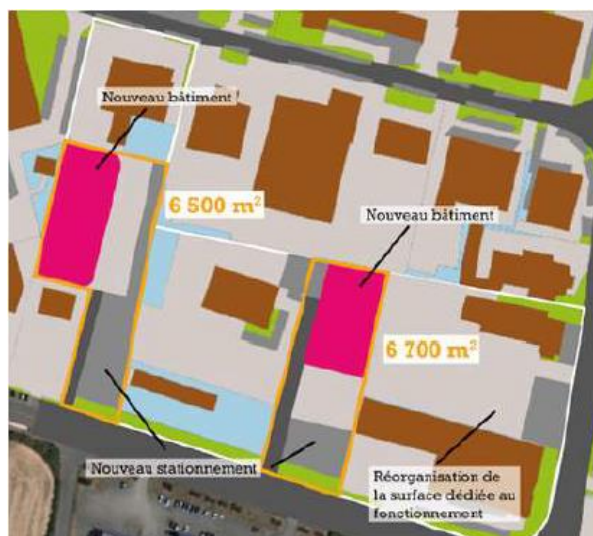 Nouveau bâtiment
6 500 m²
Nouveau bâtiment
6 700 m²
Nouveau stationnement
Réorganisation de
la surface dédiée au
fonctionnement